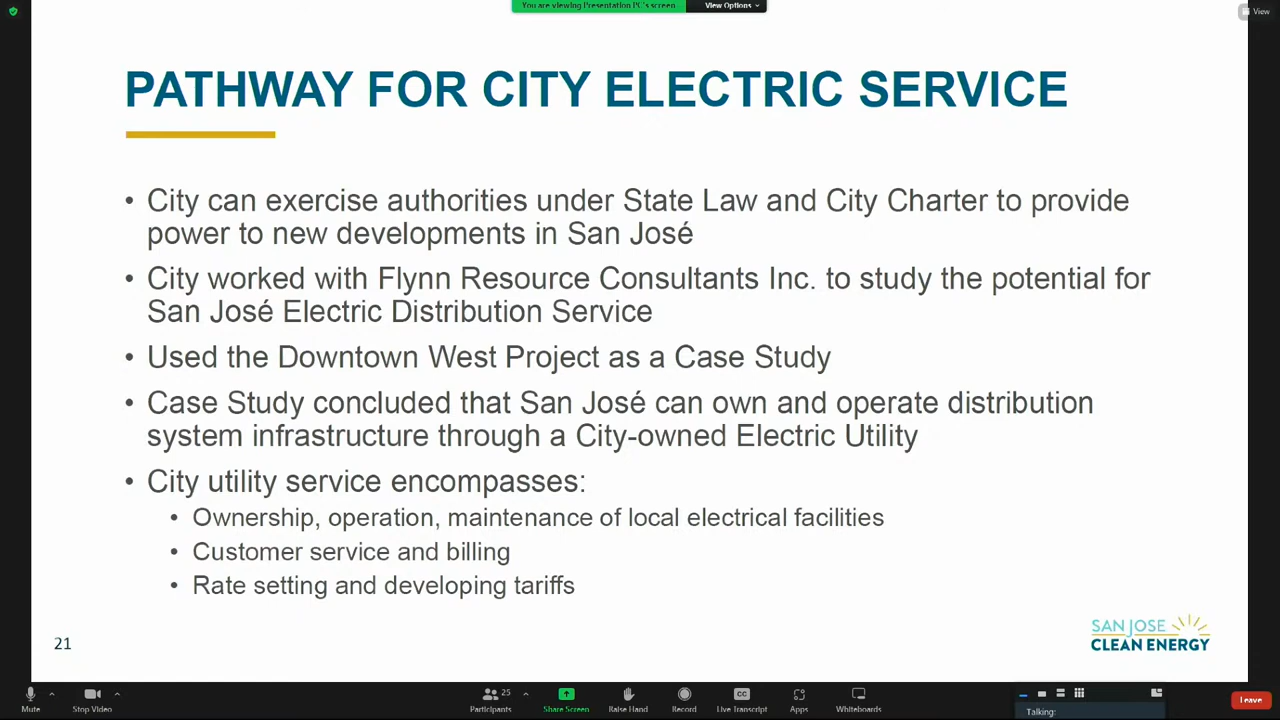 You are viewing Presentation PC's screen
View Options
View
PATHWAY FOR CITY ELECTRIC SERVICE
• City can exercise authorities under State Law and City Charter to provide
power to new developments in San José
• City worked with Flynn Resource Consultants Inc. to study the potential for
San José Electric Distribution Service
• Used the Downtown West Project as a Case Study
• Case Study concluded that San José can own and operate distribution
system infrastructure through a City-owned Electric Utility
• City utility service encompasses:
• Ownership, operation, maintenance of local electrical facilities
• Customer service and billing
• Rate setting and developing tariffs
21
SAN JOSE
CLEAN ENERGY
Mute
Stop Video
Participants
25
Share Screen
Raise Hand
Record
CC
Live Transcript
Apps
Whiteboards
Talking:
Leave